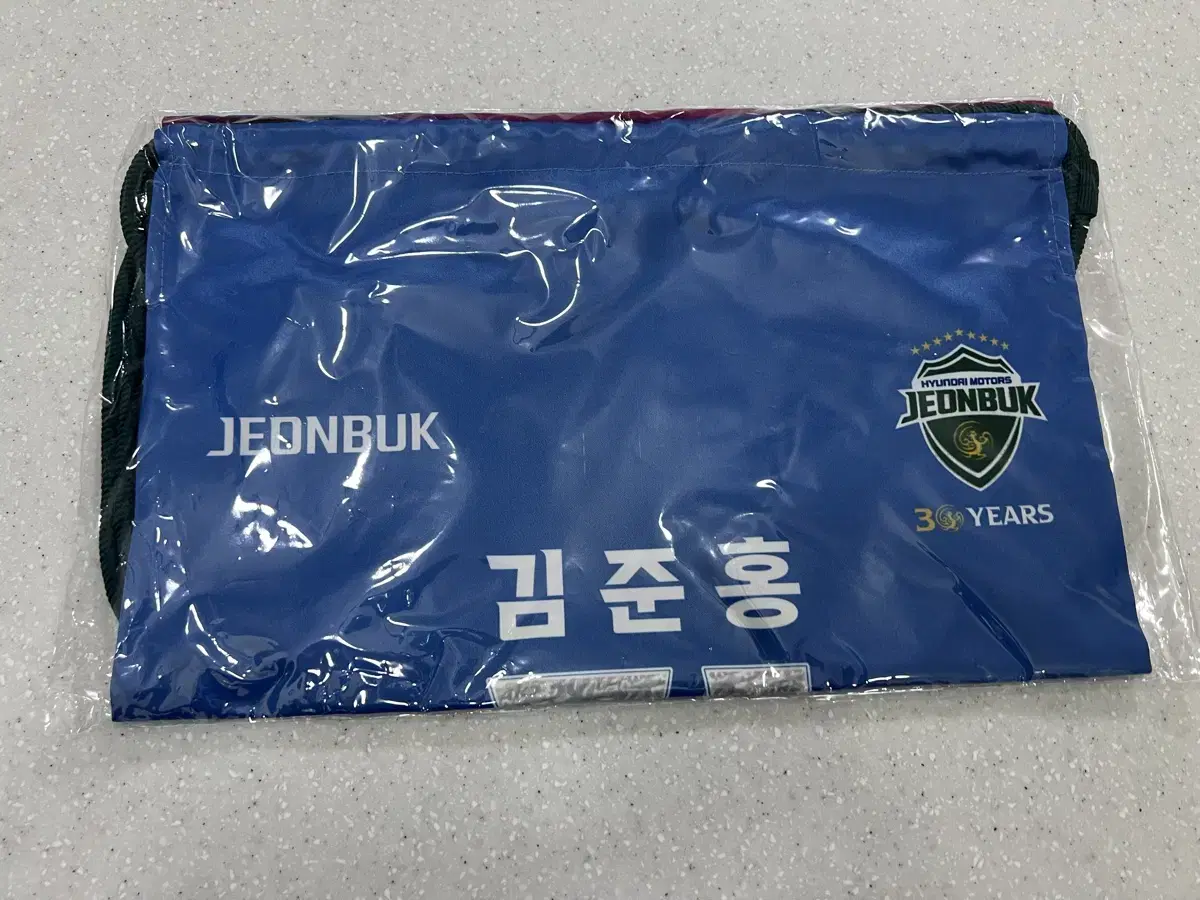 HYUNDAI MOTORS
JEONBUK
JEONBUK
30 YEARS
김준홍